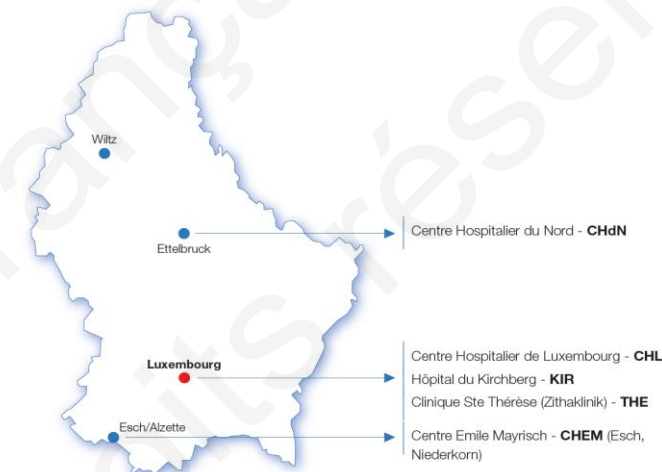 Wiltz
Ettelbruck
Centre Hospitalier du Nord - CHdN
Luxembourg
Centre Hospitalier de Luxembourg - CHL
Hôpital du Kirchberg - KIR
Clinique Ste Thérèse (Zithaklinik) - THE
Esch/Alzette
Centre Emile Mayrisch - CHEM (Esch,
Niederkorn)